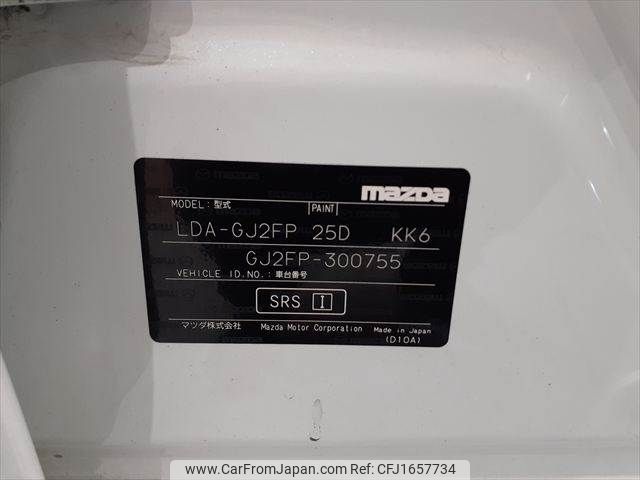 mazda
MODEL: 型式 PAINT
LDA-GJ2FP 25D KK6
GJ2FP-300755
VEHICLE ID.NO.: 車台番号
SRS I
マツダ株式会社 Mazda Motor Corporation Made in Japan
(D10A)
www.CarFromJapan.com © CarFromJapan CFJ1657734